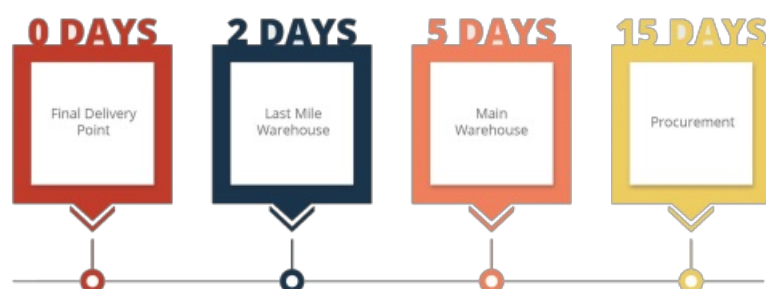 0 DAYS
2 DAYS
5 DAYS
15 DAYS
Final Delivery
Point
Last Mile
Warehouse
Main
Warehouse
Procurement